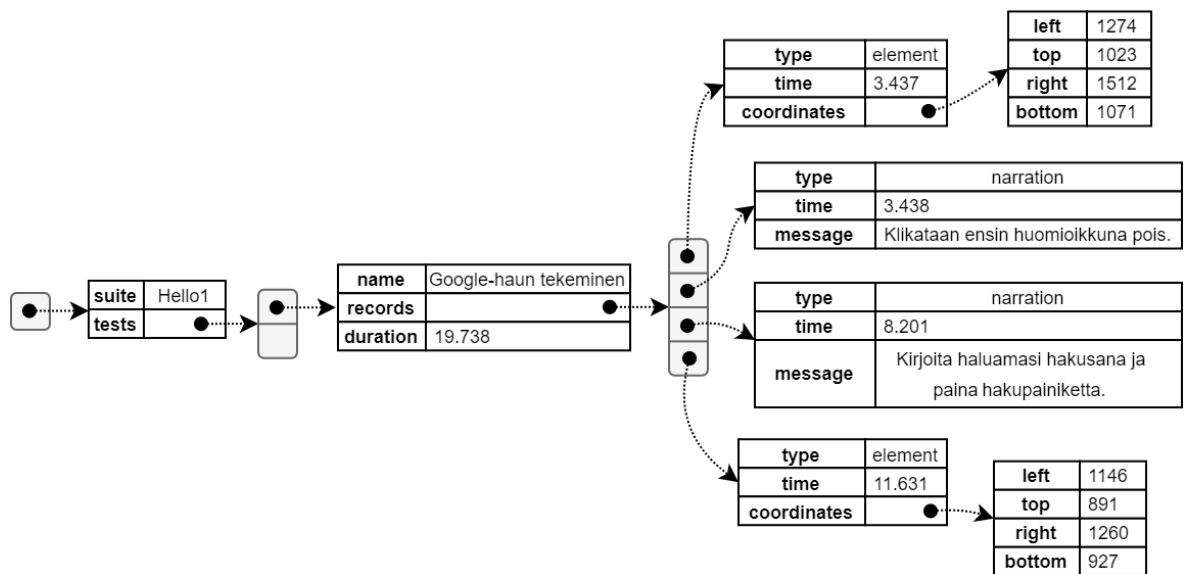 suite Hello1
tests
name Google-haun tekeminen
records
duration 19.738
type element
time 3.437
coordinates
left 1274
top 1023
right 1512
bottom 1071
type narration
time 3.438
message Klikataan ensin huomioikkuna pois.
type narration
time 8.201
message Kirjoita haluamasi hakusana ja
paina hakupainiketta.
type element
time 11.631
coordinates
left 1146
top 891
right 1260
bottom 927